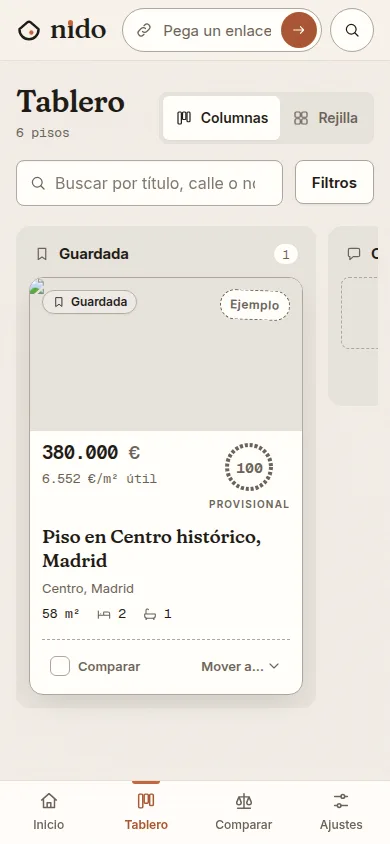 nido
Pega un enlace
Tablero
6 pisos
Columnas
Rejilla
Buscar por título, calle o
Filtros
Guardada
1
Guardada
Ejemplo
380.000 €
6.552 €/m² útil
100
PROVISIONAL
Piso en Centro histórico,
Madrid
Centro, Madrid
58 m²
2
1
Comparar
Mover a...
Inicio
Tablero
Comparar
Ajustes